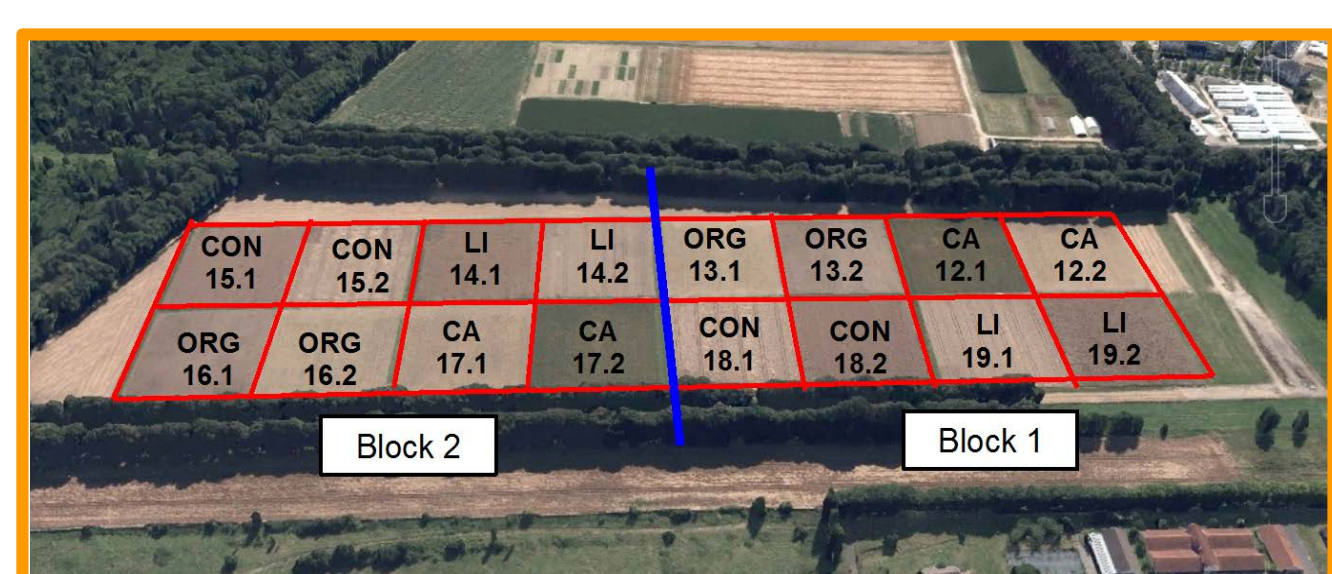 CON
15.1
CON
15.2
LI
14.1
LI
14.2
ORG
13.1
ORG
13.2
CA
12.1
CA
12.2
ORG
16.1
ORG
16.2
CA
17.1
CA
17.2
CON
18.1
CON
18.2
LI
19.1
LI
19.2
Block 2
Block 1